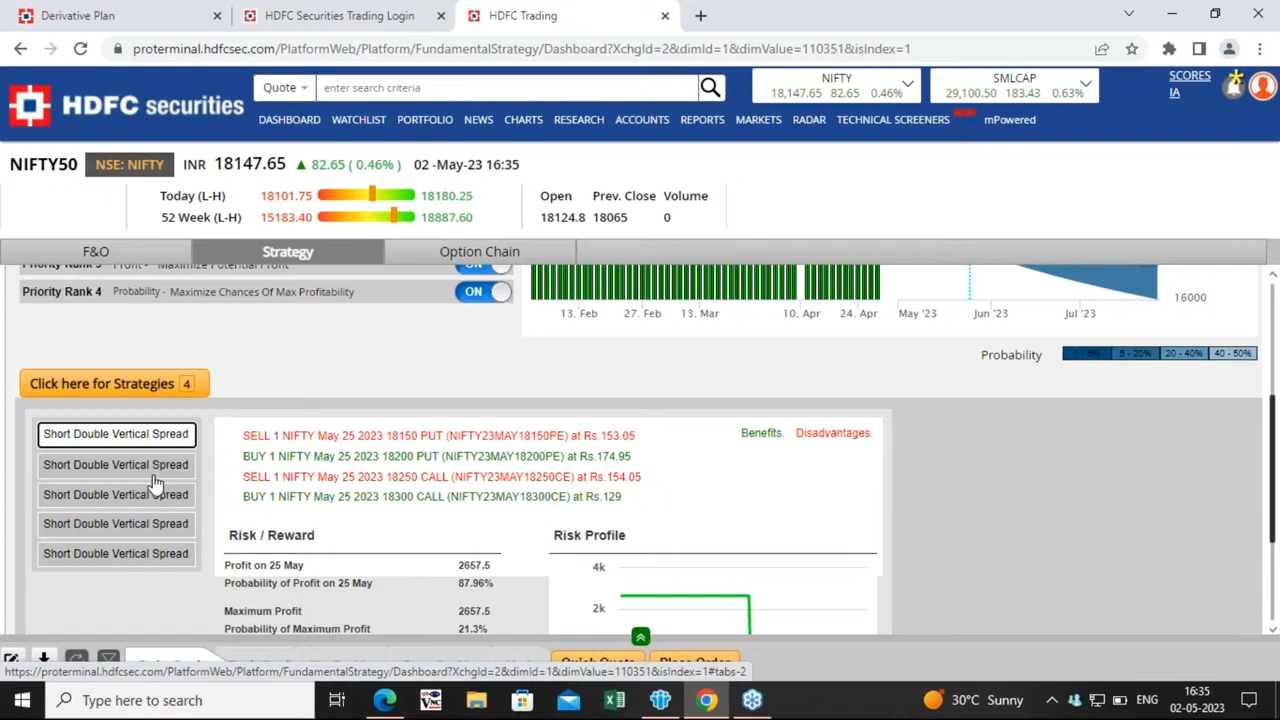 Derivative Plan
HDFC Securities Trading Login
HDFC Trading
proterminal.hdfcsec.com/PlatformWeb/Platform/FundamentalStrategy/Dashboard?XchgId=2&dimId=1&dimValue=110351&isIndex=1
HDFC securities
Quote
enter search criteria
NIFTY
18,147.65 82.65 0.46%
SMLCAP
29,100.50 183.43 0.63%
SCORES
IA
DASHBOARD WATCHLIST PORTFOLIO NEWS CHARTS RESEARCH ACCOUNTS REPORTS MARKETS RADAR TECHNICAL SCREENERS mPowered
NIFTY50 NSE: NIFTY INR 18147.65 ▲ 82.65 ( 0.46% ) 02 -May-23 16:35
Today (L-H) 18101.75 18180.25
52 Week (L-H) 15183.40 18887.60
Open Prev. Close Volume
18124.8 18065 0
F&O Strategy Option Chain
Profit - Maximize Potential Profit
Priority Rank 4 Probability - Maximize Chances Of Max Profitability ON
13. Feb 27. Feb 13. Mar 10. Apr 24. Apr
May '23 Jun '23 Jul '23
16000
Probability 5 - 20% 20 - 40% 40 - 50%
Click here for Strategies 4
Short Double Vertical Spread
Short Double Vertical Spread
Short Double Vertical Spread
Short Double Vertical Spread
Short Double Vertical Spread
SELL 1 NIFTY May 25 2023 18150 PUT (NIFTY23MAY18150PE) at Rs.153.05
BUY 1 NIFTY May 25 2023 18200 PUT (NIFTY23MAY18200PE) at Rs.174.95
SELL 1 NIFTY May 25 2023 18250 CALL (NIFTY23MAY18250CE) at Rs.154.05
BUY 1 NIFTY May 25 2023 18300 CALL (NIFTY23MAY18300CE) at Rs.129
Benefits. Disadvantages.
Risk / Reward
Profit on 25 May 2657.5
Probability of Profit on 25 May 87.96%
Maximum Profit 2657.5
Probability of Maximum Profit 21.3%
Risk Profile
4k
2k
Quick Quote Place Order
https://proterminal.hdfcsec.com/PlatformWeb/Platform/FundamentalStrategy/Dashboard?XchgId=2&dimId=1&dimValue=110351&isIndex=1#tabs-2
Type here to search
VNC
30°C Sunny
ENG
16:35
02-05-2023